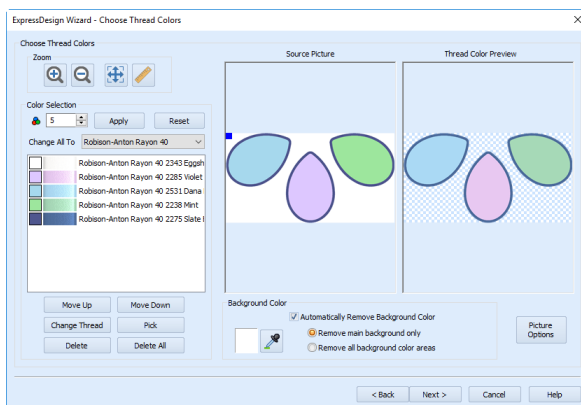 ExpressDesign Wizard - Choose Thread Colors
Choose Thread Colors
Zoom
Source Picture
Thread Color Preview
Color Selection
5
Apply
Reset
Change All To
Robison-Anton Rayon 40
Robison-Anton Rayon 40 2343 Eggsh
Robison-Anton Rayon 40 2285 Violet
Robison-Anton Rayon 40 2531 Dana
Robison-Anton Rayon 40 2238 Mint
Robison-Anton Rayon 40 2275 Slate
Move Up
Move Down
Change Thread
Pick
Delete
Delete All
Background Color
Automatically Remove Background Color
Remove main background only
Remove all background color areas
Picture
Options
< Back
Next >
Cancel
Help